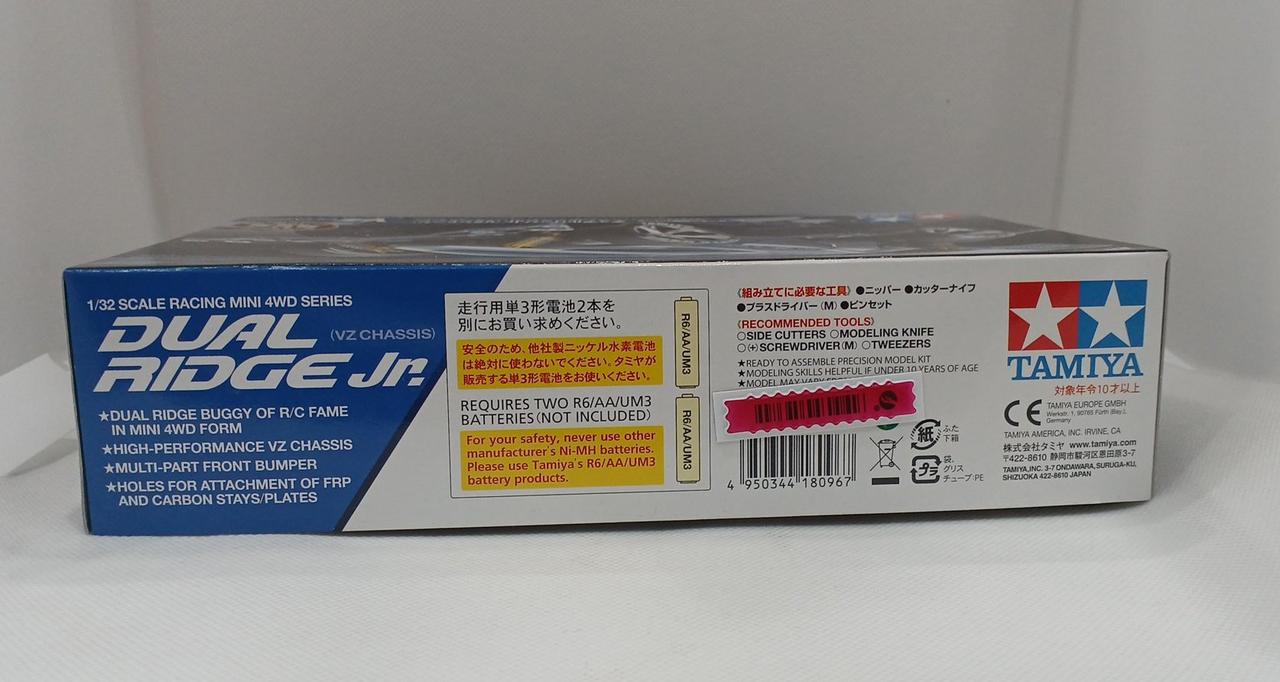 1/32 SCALE RACING MINI 4WD SERIES
DUAL
RIDGE Jr.
(VZ CHASSIS)
★DUAL RIDGE BUGGY OF R/C FAME
IN MINI 4WD FORM
★HIGH-PERFORMANCE VZ CHASSIS
★MULTI-PART FRONT BUMPER
★HOLES FOR ATTACHMENT OF FRP
AND CARBON STAYS/PLATES
走行用単3形電池2本を
別にお買い求めください。
安全のため、他社製ニッケル水素電池
は絶対に使わないでください。タミヤが
販売する単3形電池をお使いください。
REQUIRES TWO R6/AA/UM3
BATTERIES (NOT INCLUDED)
For your safety, never use other
manufacturer's Ni-MH batteries.
Please use Tamiya's R6/AA/UM3
battery products.
R6/AA/UM3
R6/AA/UM3
《組み立てに必要な工具》 ●ニッパー ●カッターナイフ
●プラスドライバー (M) ●ピンセット
《RECOMMENDED TOOLS》
○SIDE CUTTERS ○MODELING KNIFE
○(+) SCREWDRIVER (M) ○TWEEZERS
★READY TO ASSEMBLE PRECISION MODEL KIT
★MODELING SKILLS HELPFUL IF UNDER 10 YEARS OF AGE
★MODEL MAY
4 950344 180967
紙
ふた
下箱
プラ
袋,
グリス
チューブ:PE
TAMIYA
対象年令10才以上
CE
TAMIYA EUROPE GMBH
Werkstr. 1, 90765 Fürth (Bay.),
Germany
TAMIYA AMERICA, INC. IRVINE, CA
株式会社タミヤ www.tamiya.com
〒422-8610 静岡市駿河区恩田原3-7
TAMIYA,INC. 3-7 ONDAWARA, SURUGA-KU,
SHIZUOKA 422-8610 JAPAN